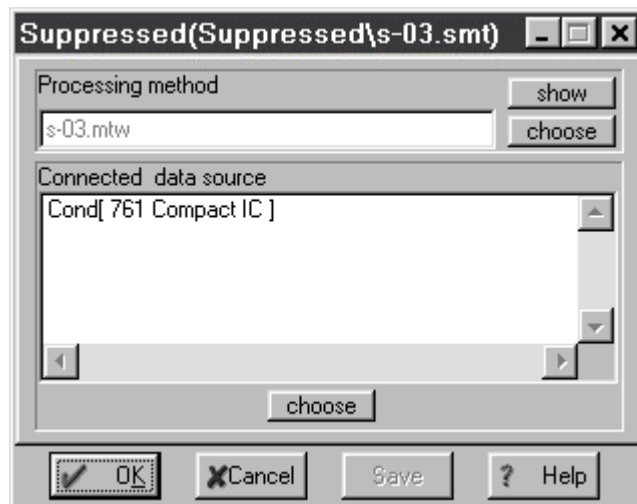 Suppressed(Suppressed\s-03.smt)
Processing method
show
s-03.mtw
choose
Connected data source
Cond[ 761 Compact IC ]
choose
OK Cancel Save ? Help